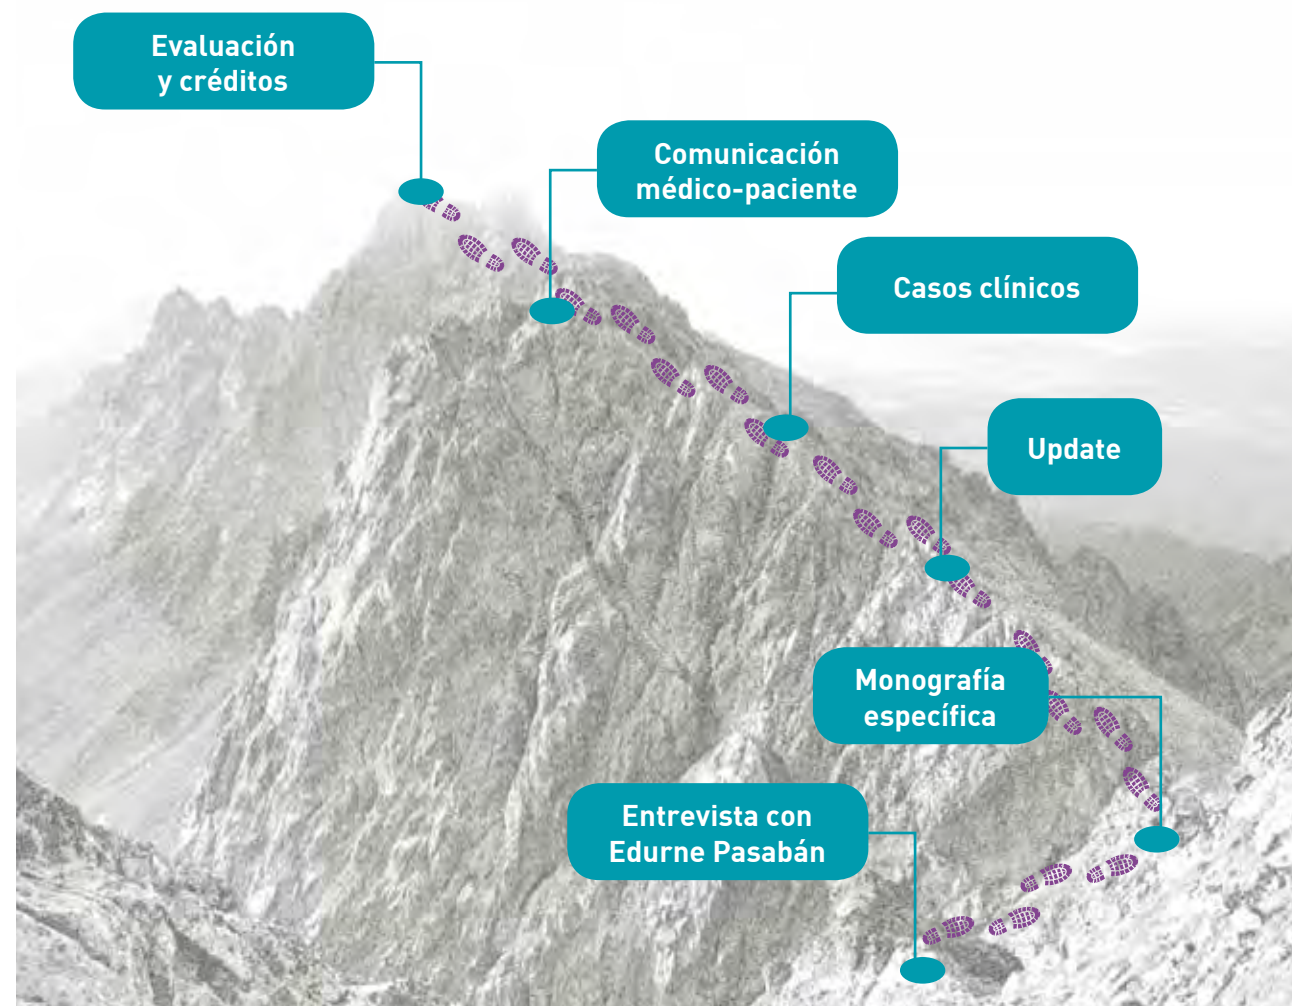 Evaluación
y créditos
Comunicación
médico-paciente
Casos clínicos
Update
Monografía
específica
Entrevista con
Edurne Pasabán